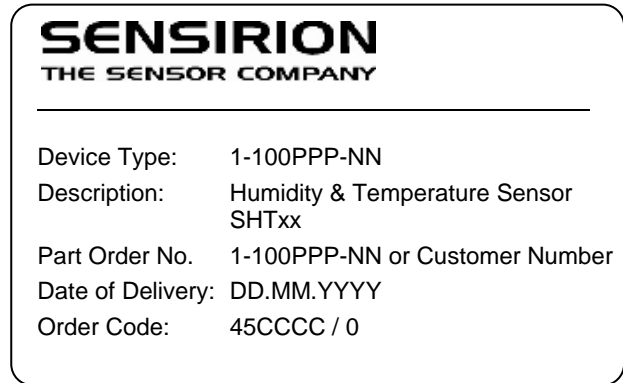 SENSIRION
THE SENSOR COMPANY
Device Type: 1-100PPP-NN
Description: Humidity & Temperature Sensor
SHTxx
Part Order No. 1-100PPP-NN or Customer Number
Date of Delivery: DD.MM.YYYY
Order Code: 45CCCC / 0